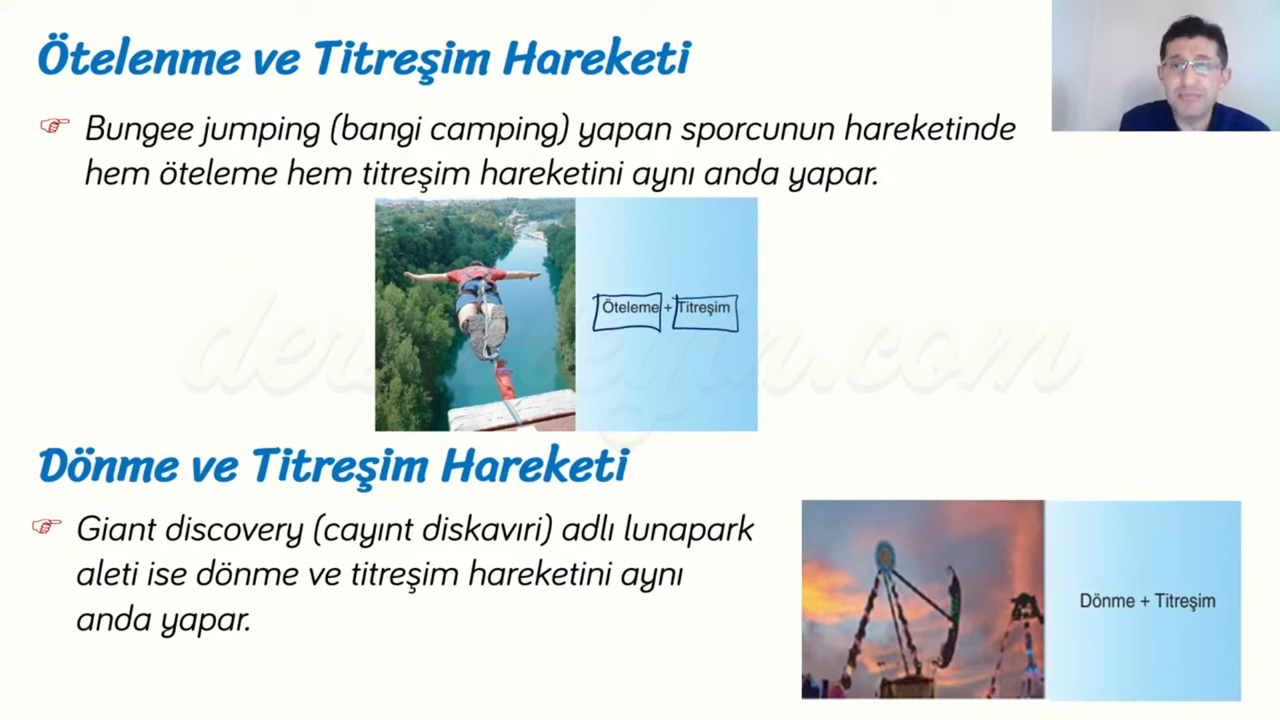 Ötelenme ve Titreşim Hareketi
Bungee jumping (bangi camping) yapan sporcunun hareketinde
hem öteleme hem titreşim hareketini aynı anda yapar.
Öteleme + Titreşim
Dönme ve Titreşim Hareketi
Giant discovery (cayınt diskavıri) adlı lunapark
aleti ise dönme ve titreşim hareketini aynı
anda yapar.
Dönme + Titreşim